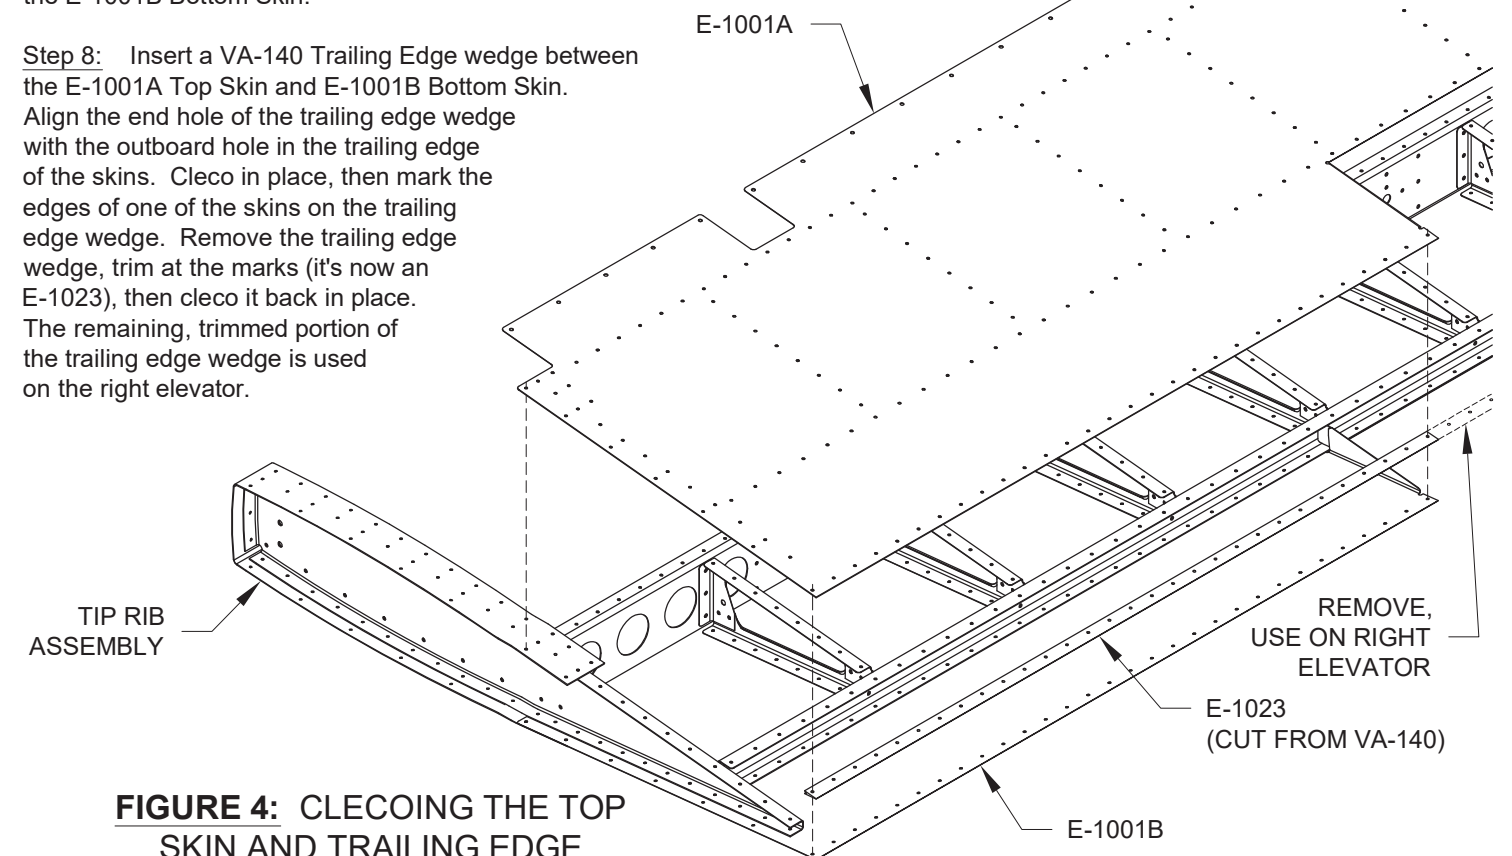 the E-1001B Bottom Skin.
Step 8: Insert a VA-140 Trailing Edge wedge between
the E-1001A Top Skin and E-1001B Bottom Skin.
Align the end hole of the trailing edge wedge
with the outboard hole in the trailing edge
of the skins. Cleco in place, then mark the
edges of one of the skins on the trailing
edge wedge. Remove the trailing edge
wedge, trim at the marks (it's now an
E-1023), then cleco it back in place.
The remaining, trimmed portion of
the trailing edge wedge is used
on the right elevator.
E-1001A
TIP RIB
ASSEMBLY
REMOVE,
USE ON RIGHT
ELEVATOR
E-1023
(CUT FROM VA-140)
E-1001B
FIGURE 4: CLECOING THE TOP
SKIN AND TRAILING EDGE